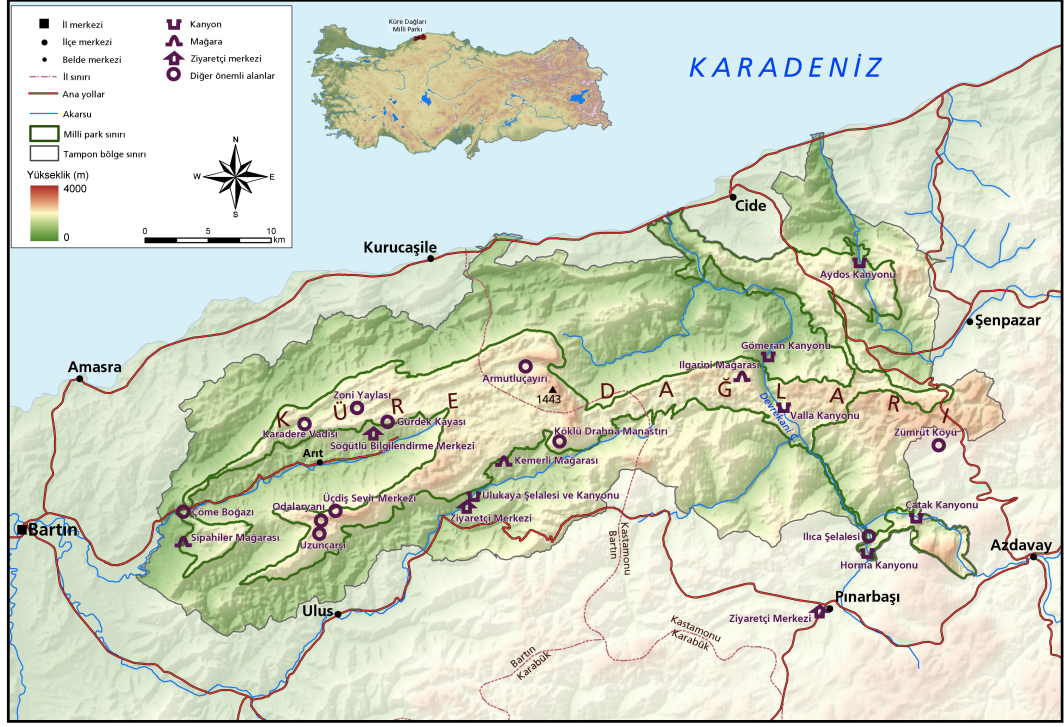 İl merkezi
İlçe merkezi
Belde merkezi
İl sınırı
Ana yollar
Akarsu
Milli park sınırı
Tampon bölge sınırı
Kanyon
Mağara
Ziyaretçi merkezi
Diğer önemli alanlar
Yükseklik (m)
4000
0
N
W
E
S
0
5
10
km
Küre Dağları
Milli Parkı
KARADENİZ
Cide
Kurucaşile
Aydos Kanyonu
Şenpazar
Amasra
Gömeran Kanyonu
Ilgarini Mağarası
Armutluçayırı
1443
Zoni Yaylası
KÜRE DAĞLARI
Devrekani Ç.
Valla Kanyonu
Gürdek Kayası
Karadere Vadisi
Söğütlü Bilgilendirme Merkezi
Köklü Drahna Manastırı
Zümrüt Köyü
Arıt
Kemerli Mağarası
Üçdiş Seyir Merkezi
Ulukaya Şelalesi ve Kanyonu
Odalaryanı
Çöme Boğazı
Ziyaretçi Merkezi
Çatak Kanyonu
Bartın
Sipahiler Mağarası
Uzunçarşı
Ilıca Şelalesi
Horma Kanyonu
Azdavay
Kastamonu
Bartın
Ulus
Pınarbaşı
Ziyaretçi Merkezi
Kastamonu
Karabük
Bartın
Karabük